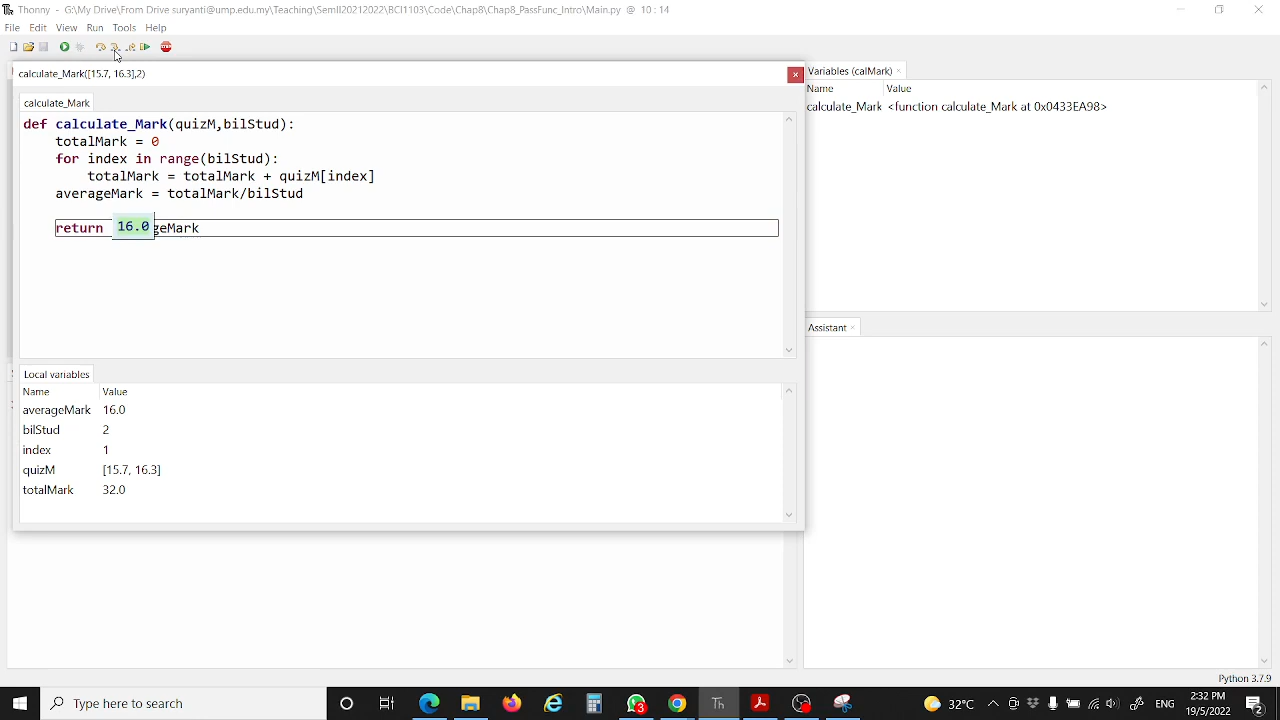 Thonny - G:\My Drive\From Drive suryanti@ump.edu.my\Teaching\SemII20212022\BCI1103\Code\Chap8\Chap8_PassFunc_Intro\Main.py @ 10 : 14
File Edit View Run Tools Help
calculate_Mark([15.7, 16.3],2)
calculate_Mark
def calculate_Mark(quizM,bilStud):
totalMark = 0
for index in range(bilStud):
totalMark = totalMark + quizM[index]
averageMark = totalMark/bilStud
return 16.0geMark
Local variables
Name Value
averageMark 16.0
bilStud 2
index 1
quizM [15.7, 16.3]
totalMark 32.0
Variables (calMark)
Name Value
calculate_Mark <function calculate_Mark at 0x0433EA98>
Assistant
Python 3.7.9
Type here to search
Th
3
32°C
ENG
2:32 PM
19/5/2022
2